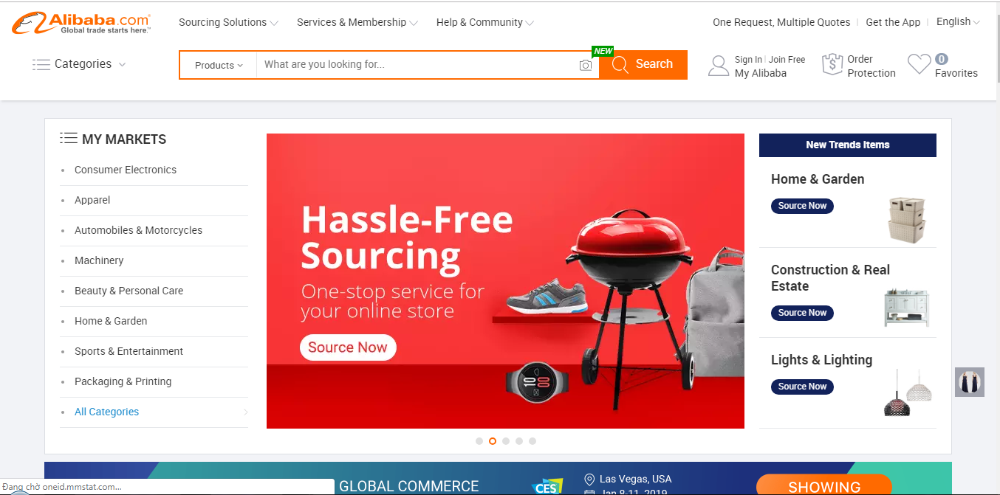 Alibaba.com
Global trade starts here.™
Sourcing Solutions
Services & Membership
Help & Community
One Request, Multiple Quotes
Get the App
English
Categories
Products
What are you looking for...
NEW
Search
Sign In
Join Free
My Alibaba
Order
Protection
0
Favorites
MY MARKETS
Consumer Electronics
Apparel
Automobiles & Motorcycles
Machinery
Beauty & Personal Care
Home & Garden
Sports & Entertainment
Packaging & Printing
All Categories
Hassle-Free
Sourcing
One-stop service for
your online store
Source Now
10 08
New Trends Items
Home & Garden
Source Now
Construction & Real
Estate
Source Now
Lights & Lighting
Source Now
GLOBAL COMMERCE
CES
Las Vegas, USA
Jan 8-11, 2019
SHOWING
Đang chờ oneid.mmstat.com...